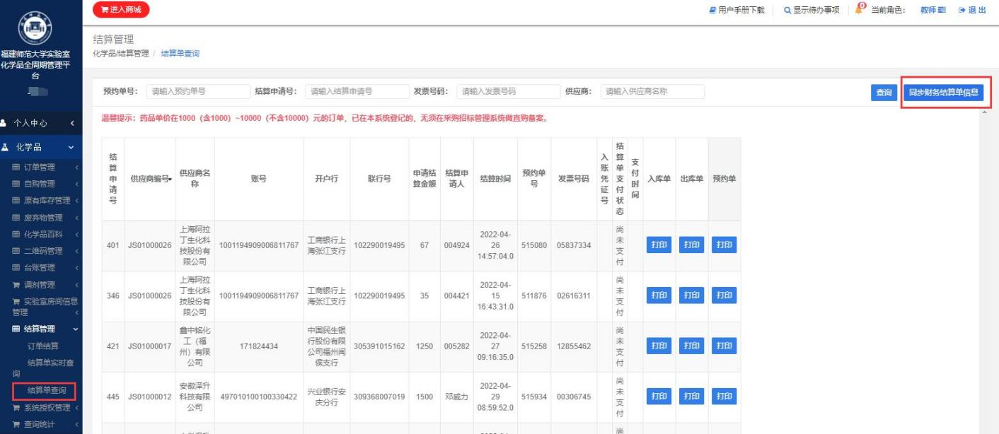 进入商城
用户手册下载
显示待办事项
0
当前角色：
教师
退出
福建师范大学实验室
化学品全周期管理平
台
个人中心
化学品
订单管理
自购管理
原有库存管理
废弃物管理
化学品百科
二维码管理
台账管理
调剂管理
实验室房间信息
管理
结算管理
订单结算
结算单实时查
询
结算单查询
系统授权管理
查询统计
结算管理
化学品/结算管理 / 结算单查询
预约单号： 请输入预约单号 结算申请号： 请输入结算申请号 发票号码： 请输入发票号码 供应商： 请输入供应商名称 查询 同步财务结算单信息
温馨提示：药品单价在1000（含1000）~10000（不含10000）元的订单，已在本系统登记的，无须在采购招标管理系统做直购备案。
结算申请号 供应商编号 供应商名称 账号 开户行 联行号 申请结算金额 结算申请人 结算时间 预约单号 发票号码 入账凭证号 结算单支付状态 支付时间 入库单 出库单 预约单
401 JS01000026 上海阿拉丁生化科技股份有限公司 1001194909006811767 工商银行上海张江支行 102290019495 67 004924 2022-04-26 14:57:04.0 515080 05837334 尚未支付 打印 打印 打印
346 JS01000026 上海阿拉丁生化科技股份有限公司 1001194909006811767 工商银行上海张江支行 102290019495 35 004421 2022-04-15 16:43:31.0 511876 02616311 尚未支付 打印 打印 打印
421 JS01000017 鑫中铭化工（福州）有限公司 171824434 中国民生银行股份有限公司福州闽侯支行 305391015162 1250 005282 2022-04-27 09:16:35.0 515258 12855462 尚未支付 打印 打印 打印
445 JS01000012 安徽泽升科技有限公司 497010100100330422 兴业银行安庆分行 309368007019 1500 邓威力 2022-04-29 08:59:52.0 515934 00306745 尚未支付 打印 打印 打印
尚